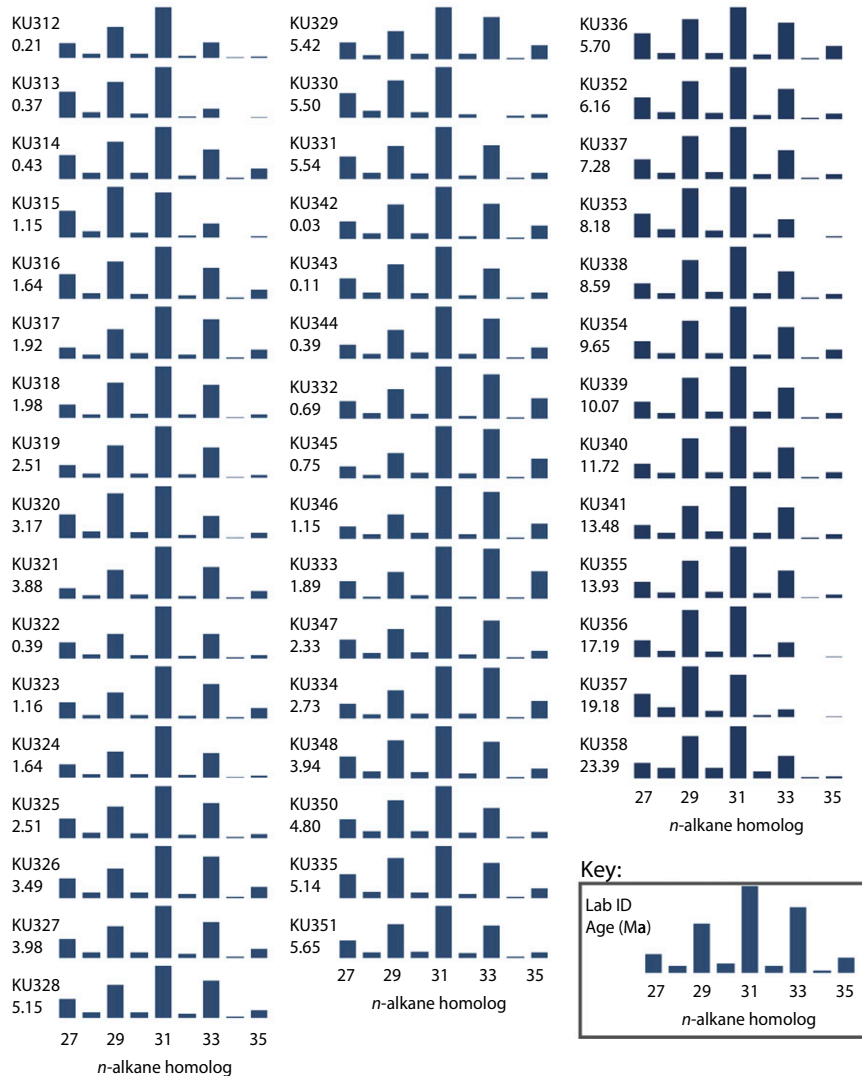 KU312
0.21
KU313
0.37
KU314
0.43
KU315
1.15
KU316
1.64
KU317
1.92
KU318
1.98
KU319
2.51
KU320
3.17
KU321
3.88
KU322
0.39
KU323
1.16
KU324
1.64
KU325
2.51
KU326
3.49
KU327
3.98
KU328
5.15
27 29 31 33 35
n-alkane homolog
KU329
5.42
KU330
5.50
KU331
5.54
KU342
0.03
KU343
0.11
KU344
0.39
KU332
0.69
KU345
0.75
KU346
1.15
KU333
1.89
KU347
2.33
KU334
2.73
KU348
3.94
KU350
4.80
KU335
5.14
KU351
5.65
27 29 31 33 35
n-alkane homolog
KU336
5.70
KU352
6.16
KU337
7.28
KU353
8.18
KU338
8.59
KU354
9.65
KU339
10.07
KU340
11.72
KU341
13.48
KU355
13.93
KU356
17.19
KU357
19.18
KU358
23.39
27 29 31 33 35
n-alkane homolog
Key:
Lab ID
Age (Ma)
27 29 31 33 35
n-alkane homolog